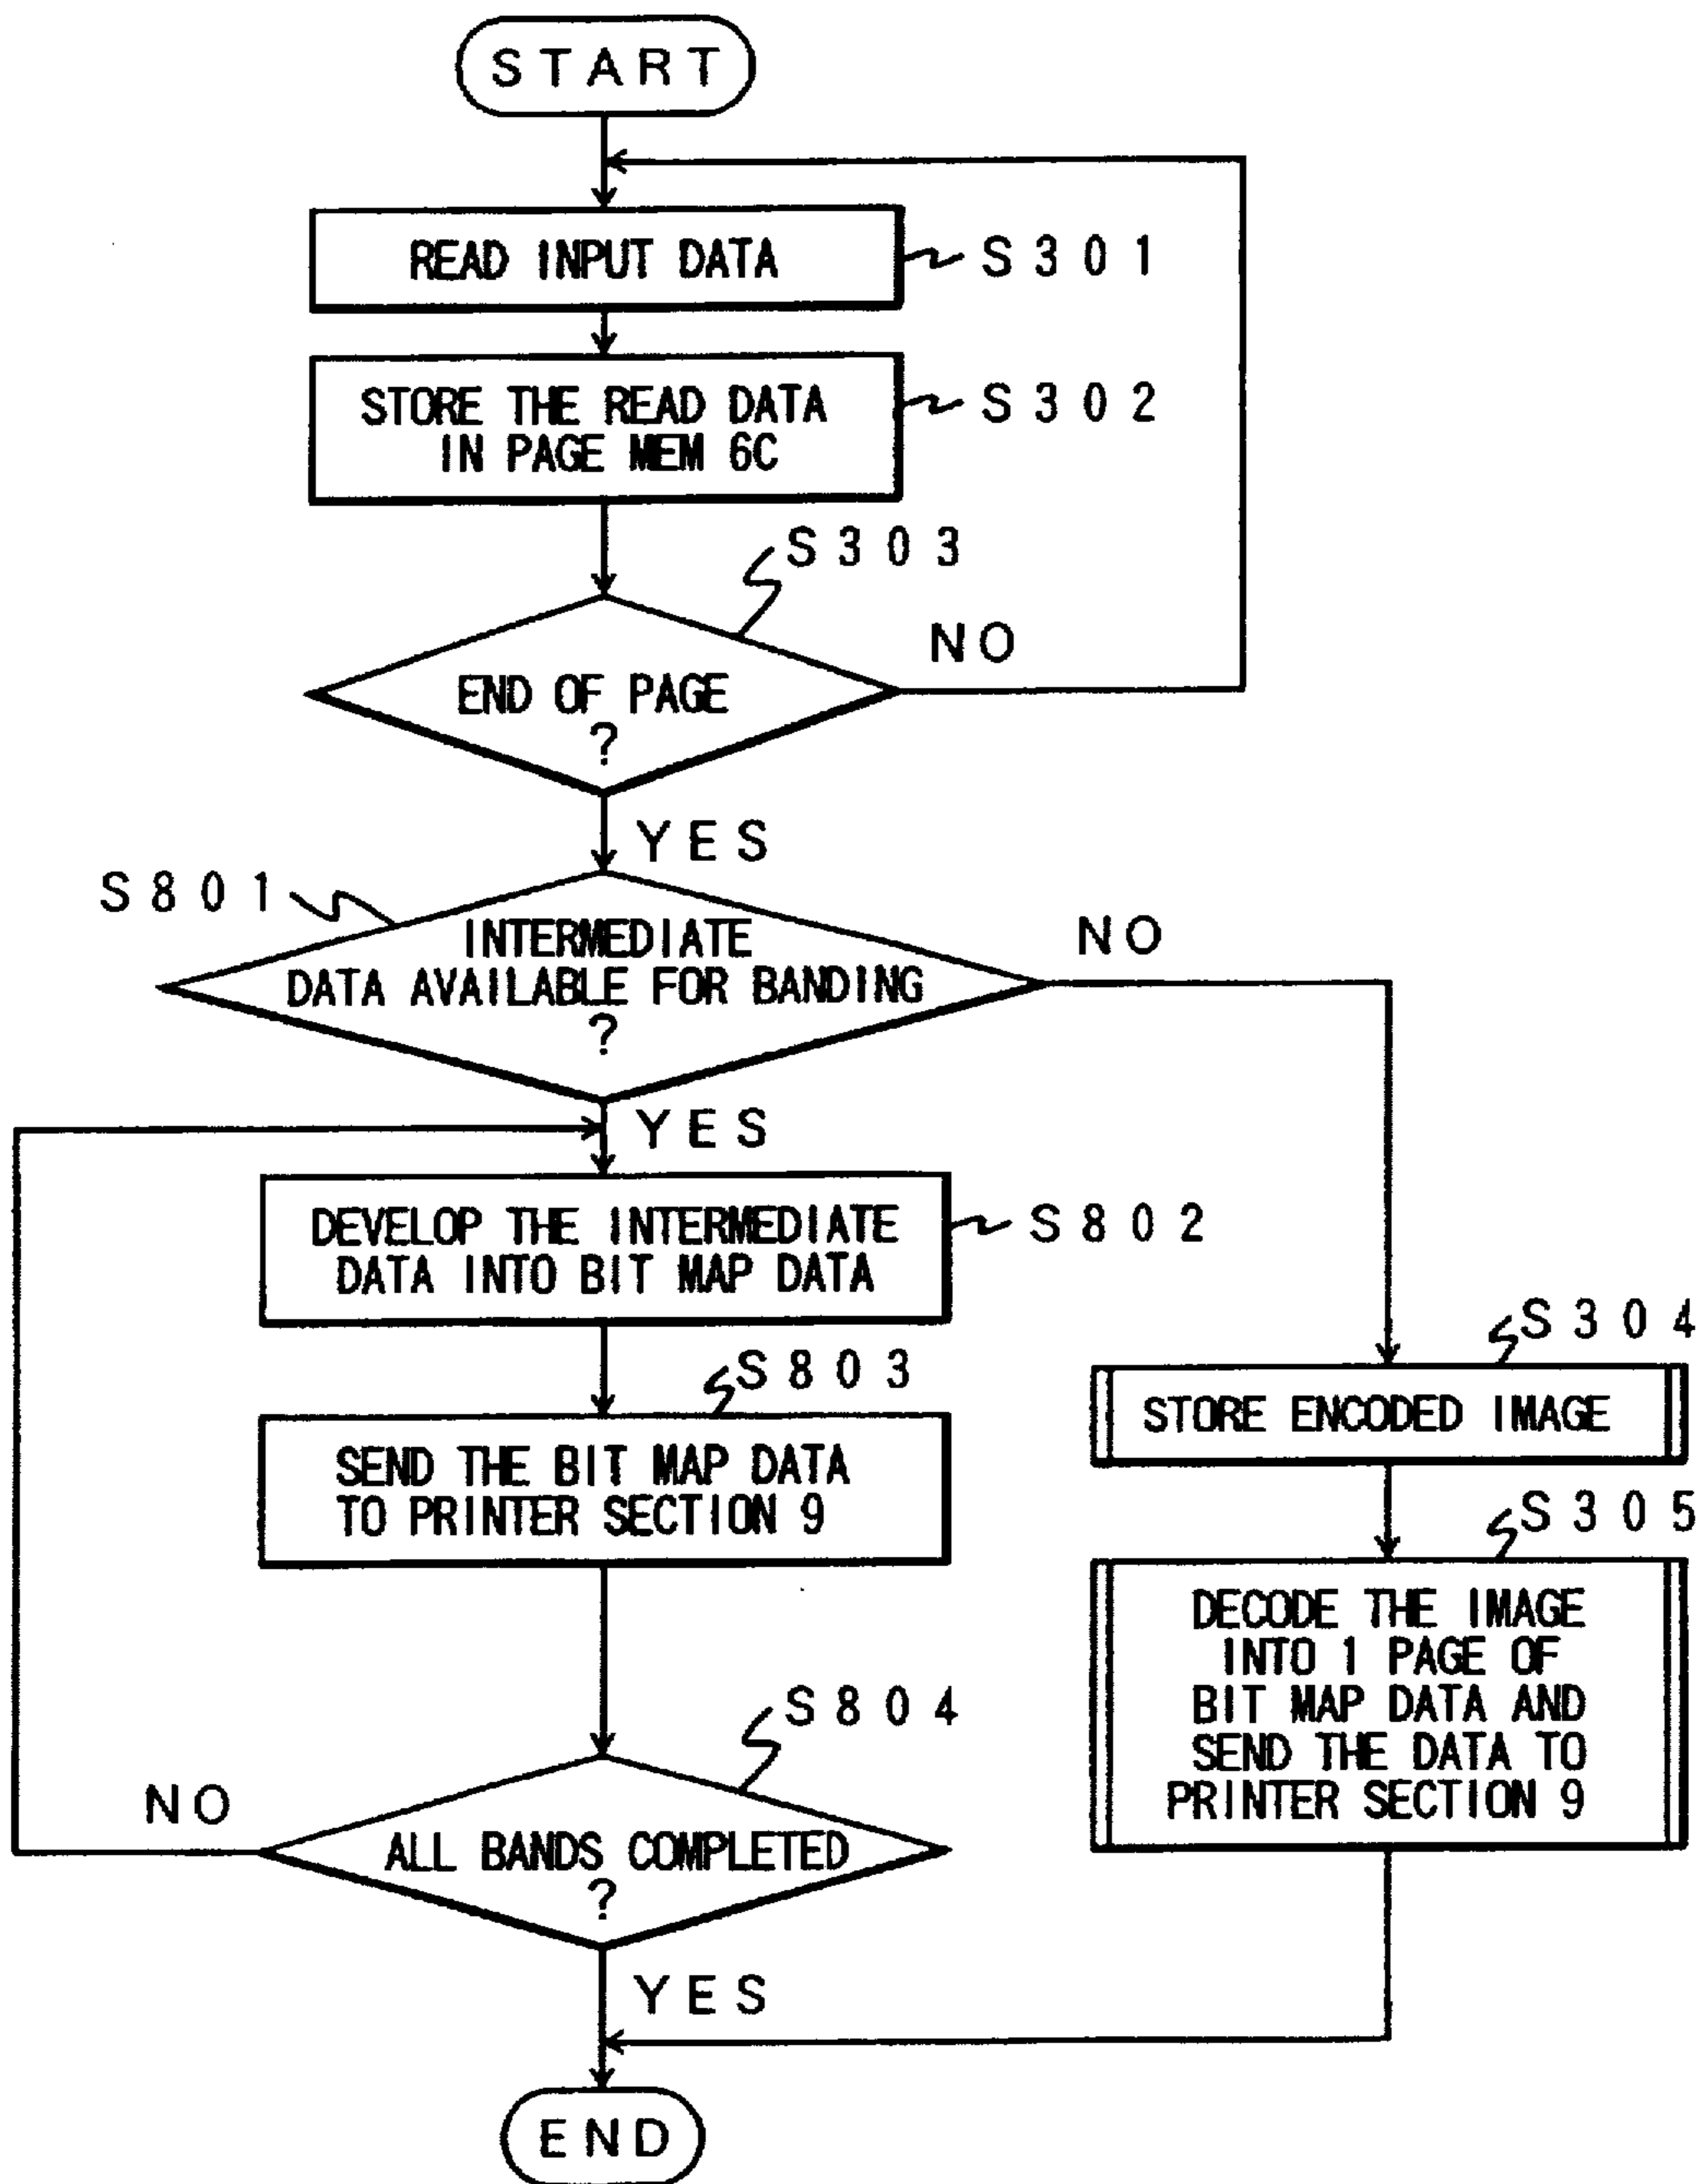 START
READ INPUT DATA
S301
STORE THE READ DATA
IN PAGE MEM 6C
S302
S303
END OF PAGE
?
NO
YES
S801
INTERMEDIATE
DATA AVAILABLE FOR BANDING
?
NO
YES
DEVELOP THE INTERMEDIATE
DATA INTO BIT MAP DATA
S802
S803
SEND THE BIT MAP DATA
TO PRINTER SECTION 9
S304
STORE ENCODED IMAGE
S305
DECODE THE IMAGE
INTO 1 PAGE OF
BIT MAP DATA AND
SEND THE DATA TO
PRINTER SECTION 9
S804
ALL BANDS COMPLETED
?
NO
YES
END